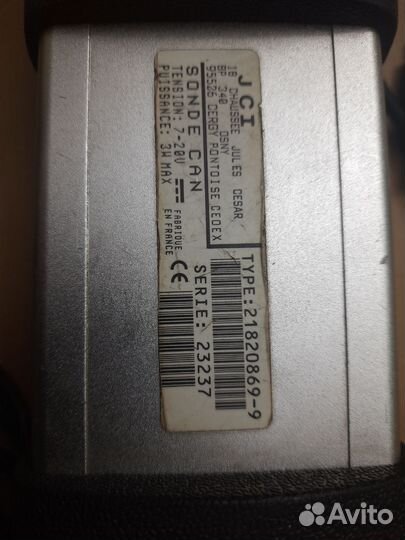 JCI
18 CHAUSSEE JULES CESAR
BP 340 OSNY
95526 CERGY PONTOISE CEDEX
SONDE CAN
TENSION: 7-20V
PUISSANCE: 3W MAX
FABRIQUE
EN FRANCE
CE
TYPE: 21820869-9
SERIE: 23237
Avito